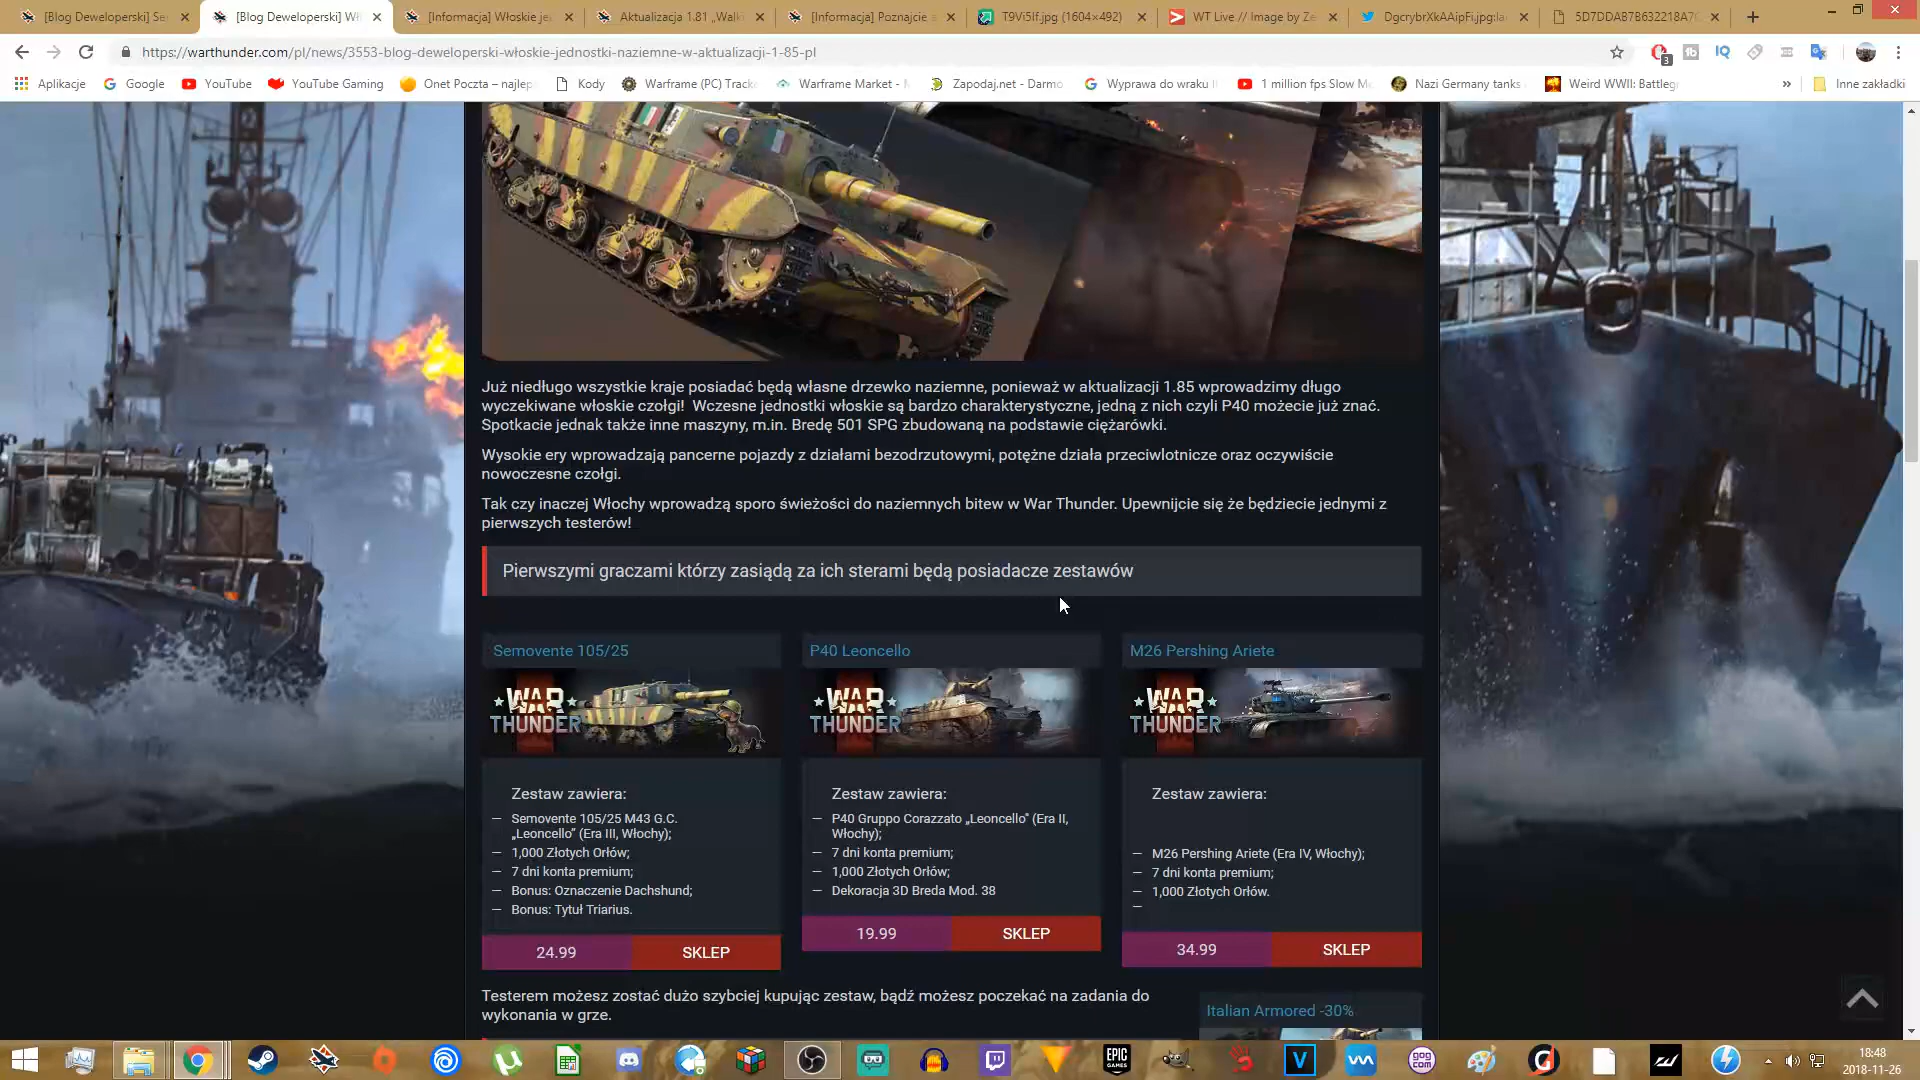 [Blog Deweloperski] Se
[Blog Deweloperski] Wł
[Informacja] Włoskie je
Aktualizacja 1.81 „Walki
[Informacja] Poznajcie
T9Vi5If.jpg (1604×492)
WT Live // Image by Ze
DgcrybrXkAAipFi.jpg:la
5D7DDAB7B632218A7
https://warthunder.com/pl/news/3553-blog-deweloperski-włoskie-jednostki-naziemne-w-aktualizacji-1-85-pl
3
Aplikacje
Google
YouTube
YouTube Gaming
Onet Poczta – najlep
Kody
Warframe (PC) Track
Warframe Market -
Zapodaj.net - Darmo
Wyprawa do wraku
1 million fps Slow M
Nazi Germany tanks
Weird WWII: Battleg
»
Inne zakładki
Już niedługo wszystkie kraje posiadać będą własne drzewko naziemne, ponieważ w aktualizacji 1.85 wprowadzimy długo
wyczekiwane włoskie czołgi! Wczesne jednostki włoskie są bardzo charakterystyczne, jedną z nich czyli P40 możecie już znać.
Spotkacie jednak także inne maszyny, m.in. Bredę 501 SPG zbudowaną na podstawie ciężarówki.
Wysokie ery wprowadzają pancerne pojazdy z działami bezodrzutowymi, potężne działa przeciwlotnicze oraz oczywiście
nowoczesne czołgi.
Tak czy inaczej Włochy wprowadzą sporo świeżości do naziemnych bitew w War Thunder. Upewnijcie się że będziecie jednymi z
pierwszych testerów!
Pierwszymi graczami którzy zasiądą za ich sterami będą posiadacze zestawów
Semovente 105/25
WAR
THUNDER
Zestaw zawiera:
— Semovente 105/25 M43 G.C.
„Leoncello” (Era III, Włochy);
— 1,000 Złotych Orłów;
— 7 dni konta premium;
— Bonus: Oznaczenie Dachshund;
— Bonus: Tytuł Triarius.
24.99 SKLEP
P40 Leoncello
WAR
THUNDER
Zestaw zawiera:
— P40 Gruppo Corazzato „Leoncello” (Era II,
Włochy);
— 7 dni konta premium;
— 1,000 Złotych Orłów;
— Dekoracja 3D Breda Mod. 38
19.99 SKLEP
M26 Pershing Ariete
WAR
THUNDER
Zestaw zawiera:
— M26 Pershing Ariete (Era IV, Włochy);
— 7 dni konta premium;
— 1,000 Złotych Orłów.
—
34.99 SKLEP
Testerem możesz zostać dużo szybciej kupując zestaw, bądź możesz poczekać na zadania do
wykonania w grze.
Italian Armored -30%
EPIC
GAMES
gog
com
18:48
2018-11-26